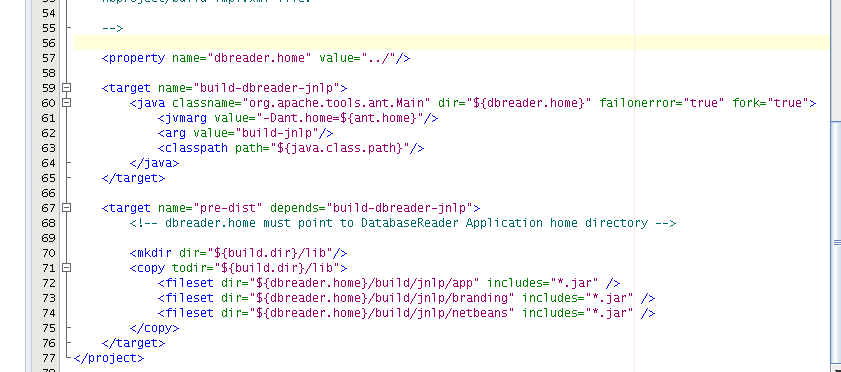 54
55 -->
56
57 <property name="dbreader.home" value="../"/>
58
59 <target name="build-dbreader-jnlp">
60 <java classname="org.apache.tools.ant.Main" dir="${dbreader.home}" failonerror="true" fork="true">
61 <jvmarg value="-Dant.home=${ant.home}"/>
62 <arg value="build-jnlp"/>
63 <classpath path="${java.class.path}"/>
64 </java>
65 </target>
66
67 <target name="pre-dist" depends="build-dbreader-jnlp">
68 <!-- dbreader.home must point to DatabaseReader Application home directory -->
69
70 <mkdir dir="${build.dir}/lib"/>
71 <copy todir="${build.dir}/lib">
72 <fileset dir="${dbreader.home}/build/jnlp/app" includes="*.jar" />
73 <fileset dir="${dbreader.home}/build/jnlp/branding" includes="*.jar" />
74 <fileset dir="${dbreader.home}/build/jnlp/netbeans" includes="*.jar" />
75 </copy>
76 </target>
77 </project>